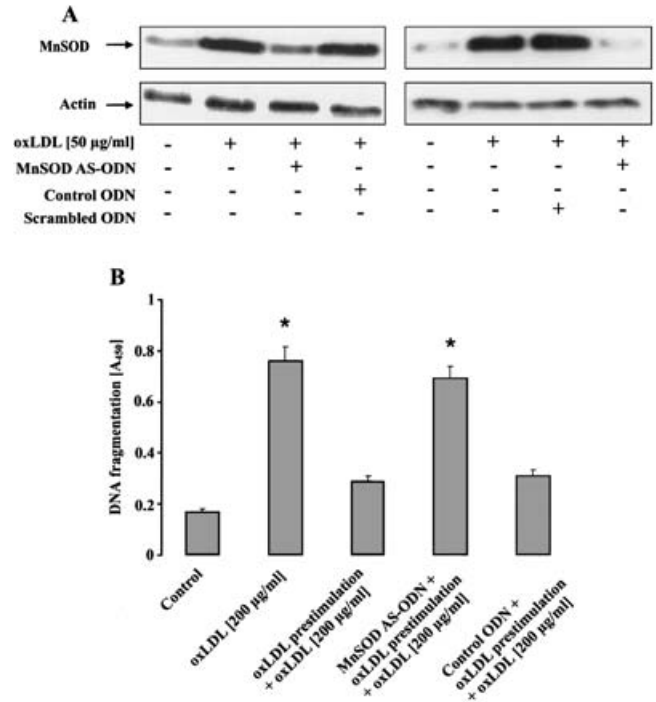 A
MnSOD
Actin
oxLDL [50 µg/ml] - + + + - + + +
MnSOD AS-ODN - - + - - - - +
Control ODN - - - + - - - -
Scrambled ODN - - - - - - + -
B
DNA fragmentation [A450]
1
0.8
0.6
0.4
0.2
0
*
*
Control
oxLDL [200 µg/ml]
oxLDL prestimulation
+ oxLDL [200 µg/ml]
MnSOD AS-ODN +
oxLDL prestimulation
+ oxLDL [200 µg/ml]
Control ODN +
oxLDL prestimulation
+ oxLDL [200 µg/ml]